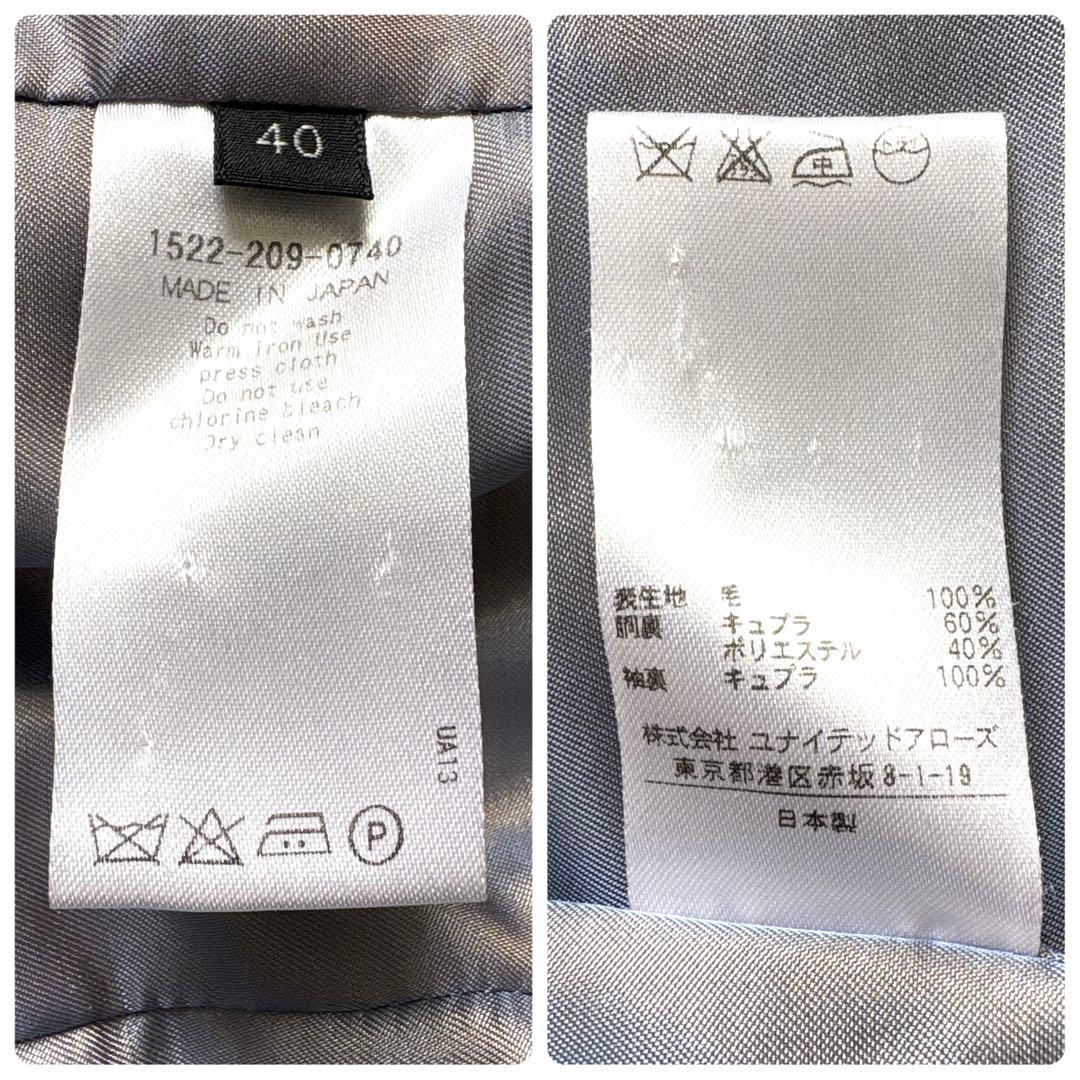 40
1522-209-0740
MADE IN JAPAN
Do not wash
Warm iron Use
press cloth
Do not use
chlorine bleach
Dry clean
UA13
P
中
表生地 毛 100%
胴裏 キュプラ 60%
ポリエステル 40%
袖裏 キュプラ 100%
株式会社 ユナイテッドアローズ
東京都港区赤坂8-1-19
日本製